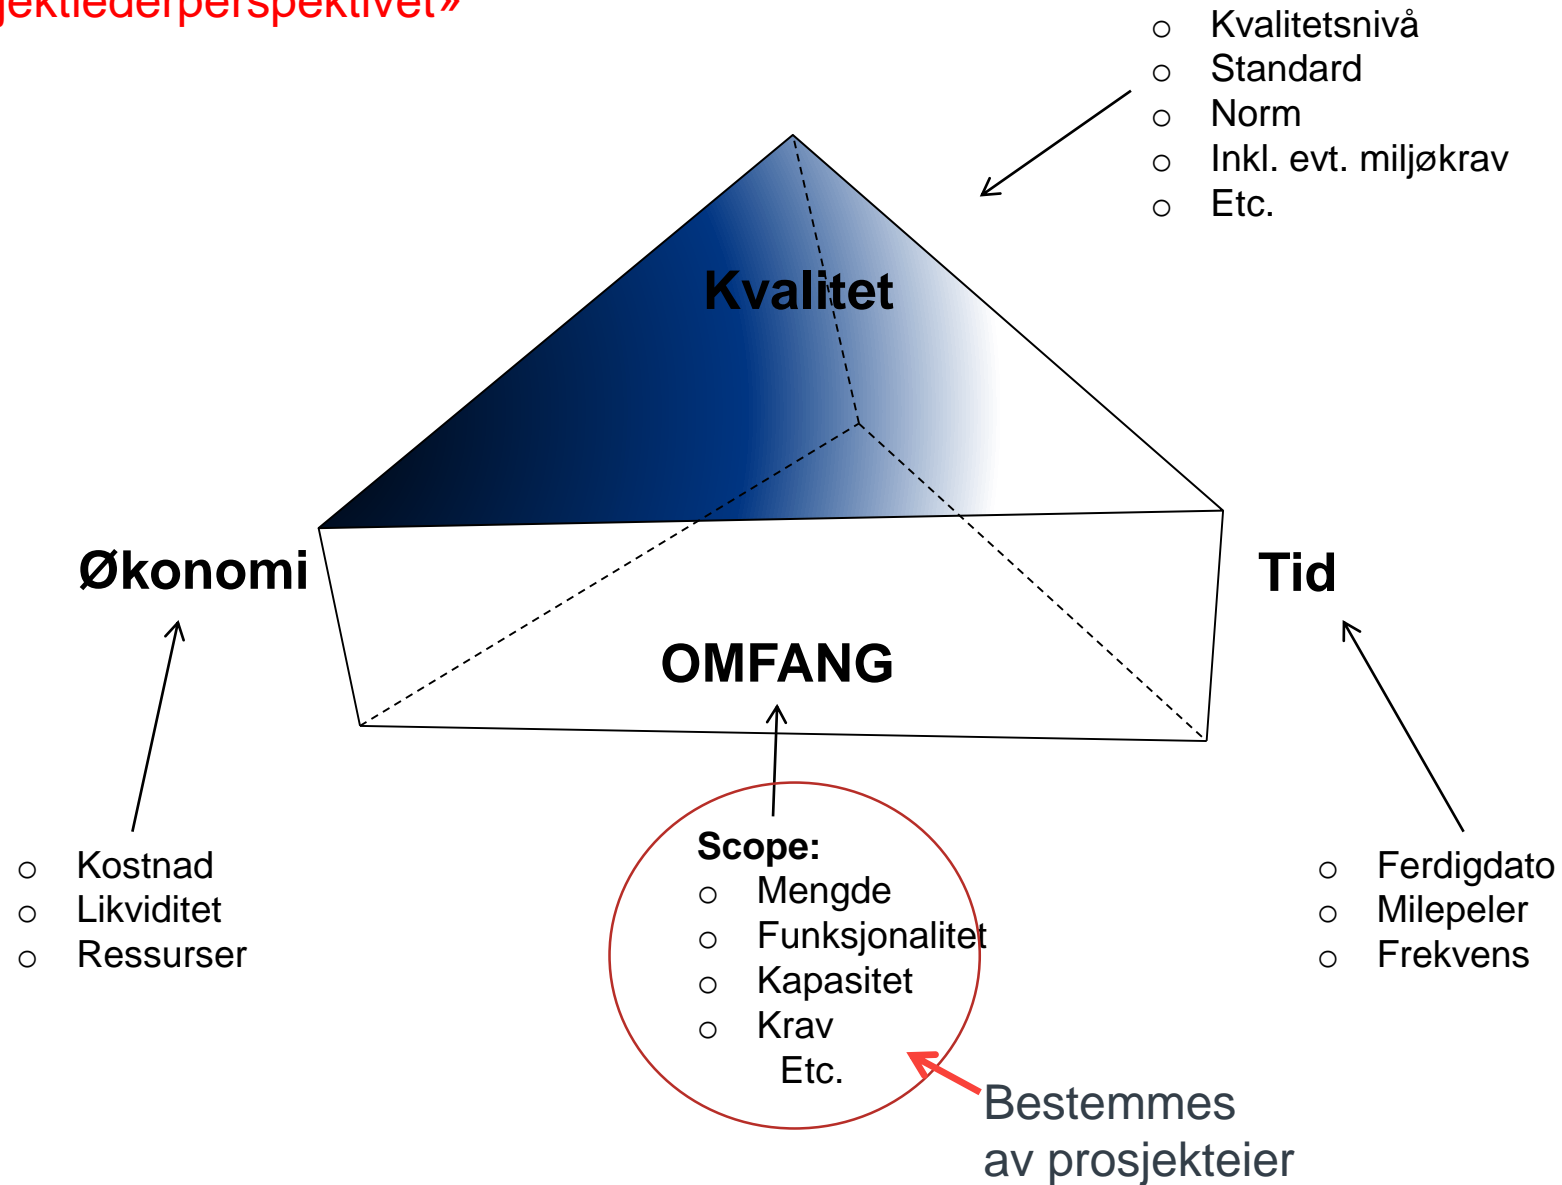 jektlederperspektivet»
Kvalitetsnivå
Standard
Norm
Inkl. evt. miljøkrav
Etc.
Kvalitet
Økonomi
Tid
OMFANG
Kostnad
Likviditet
Ressurser
Scope:
Mengde
Funksjonalitet
Kapasitet
Krav
Etc.
Ferdigdato
Milepeler
Frekvens
Bestemmes
av prosjekteier